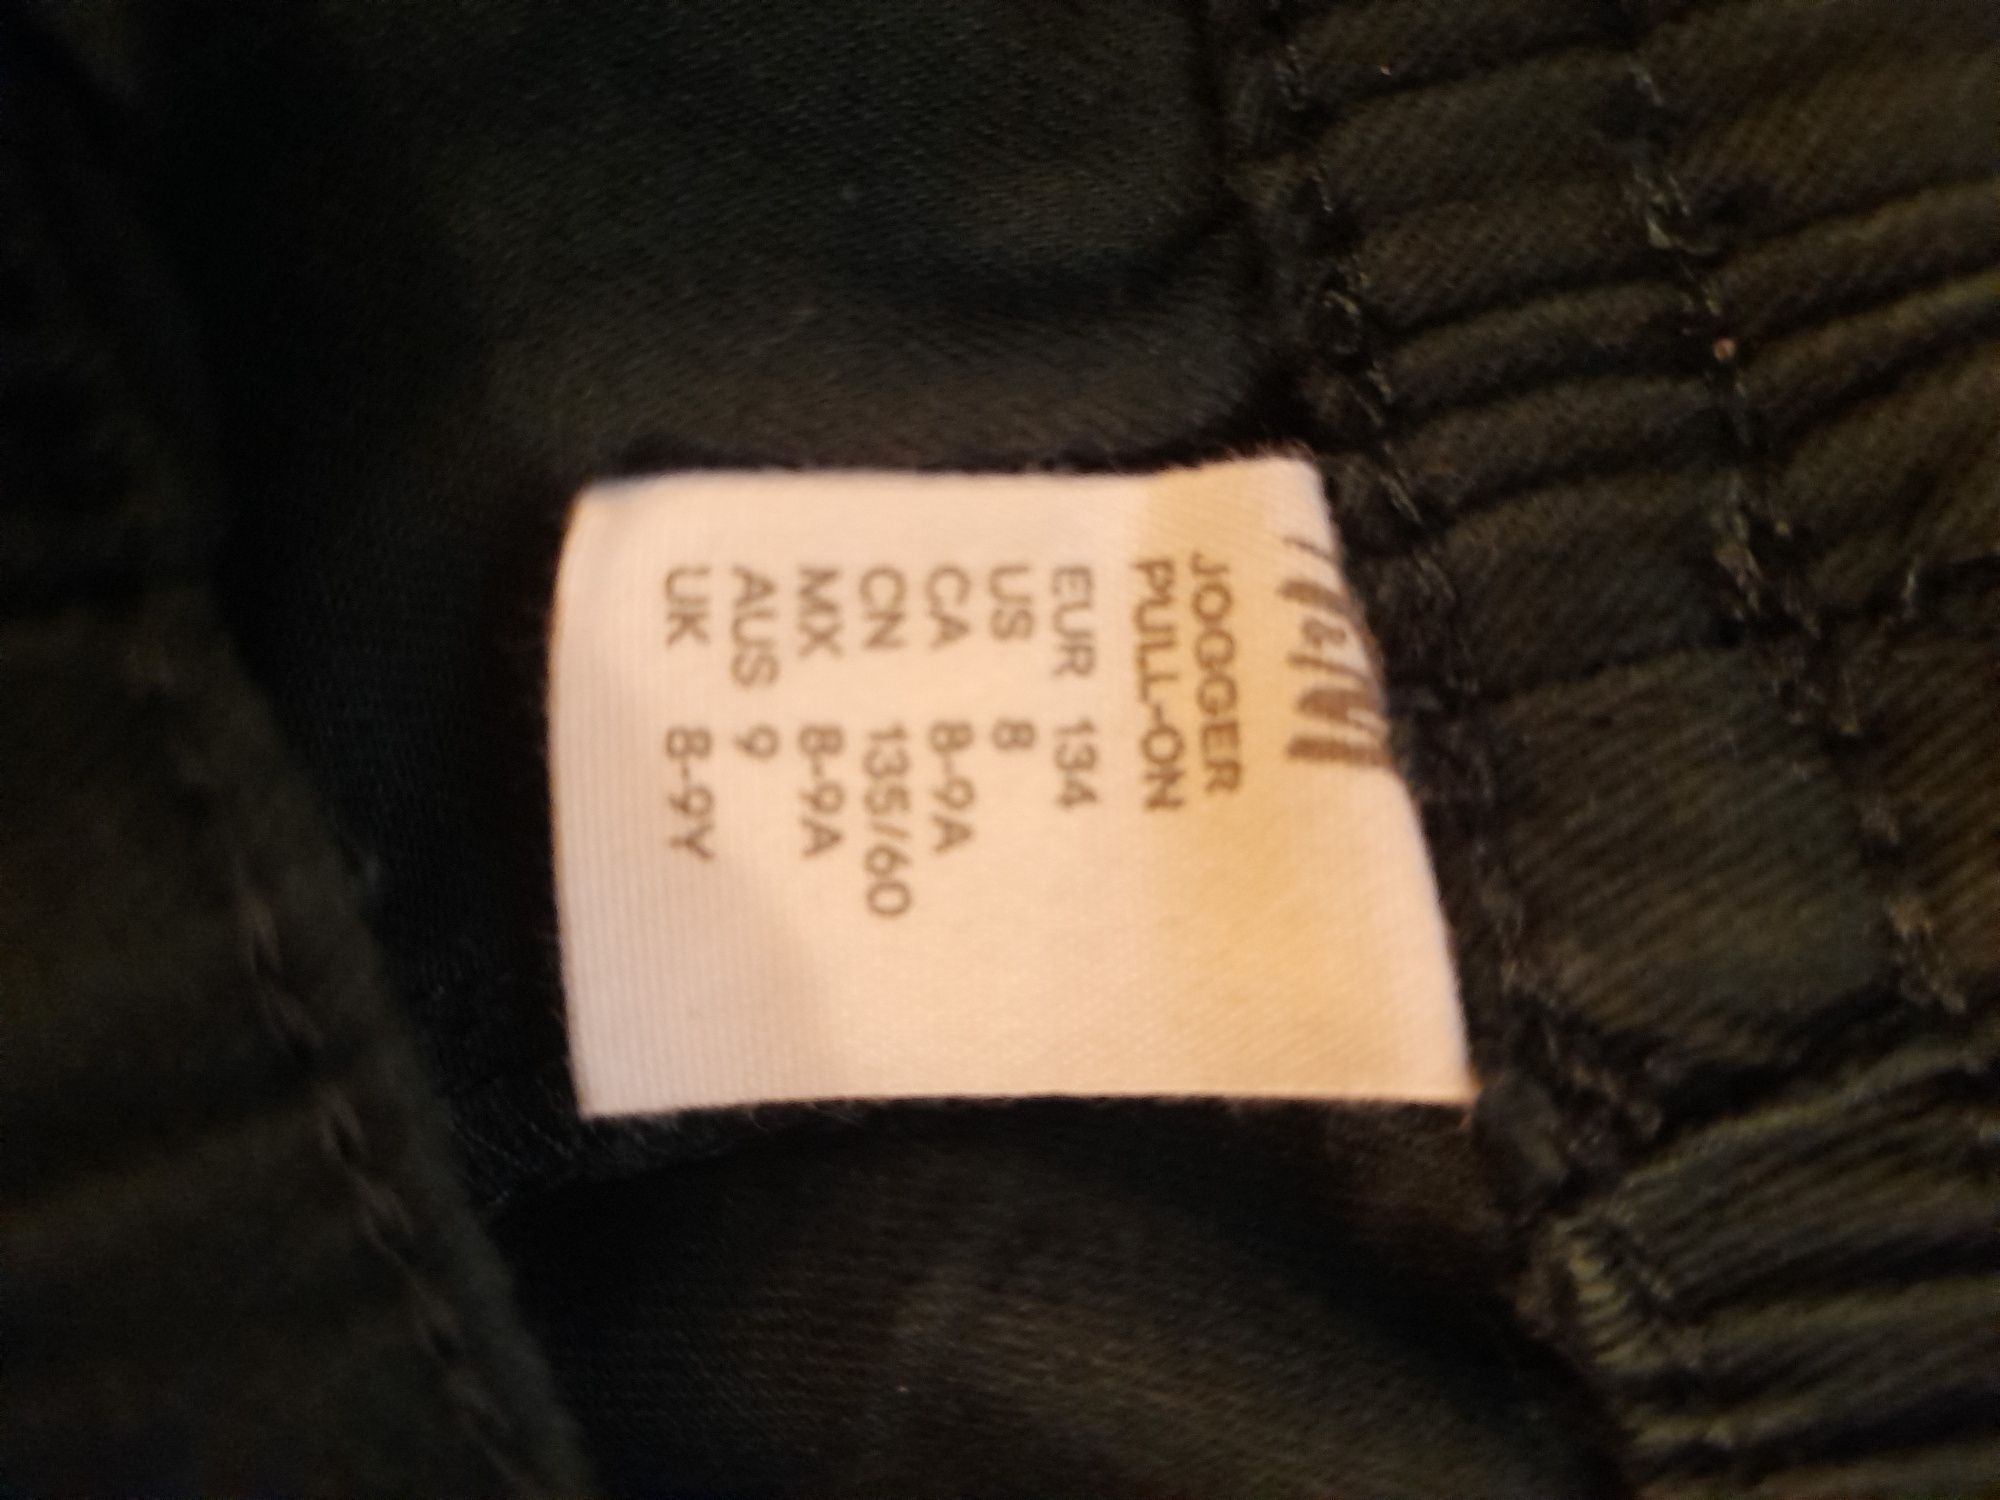 JOGGER
PULL-ON
EUR 134
US 8
CA 8-9A
CN 135/60
MX 8-9A
AUS 9
UK 8-9Y